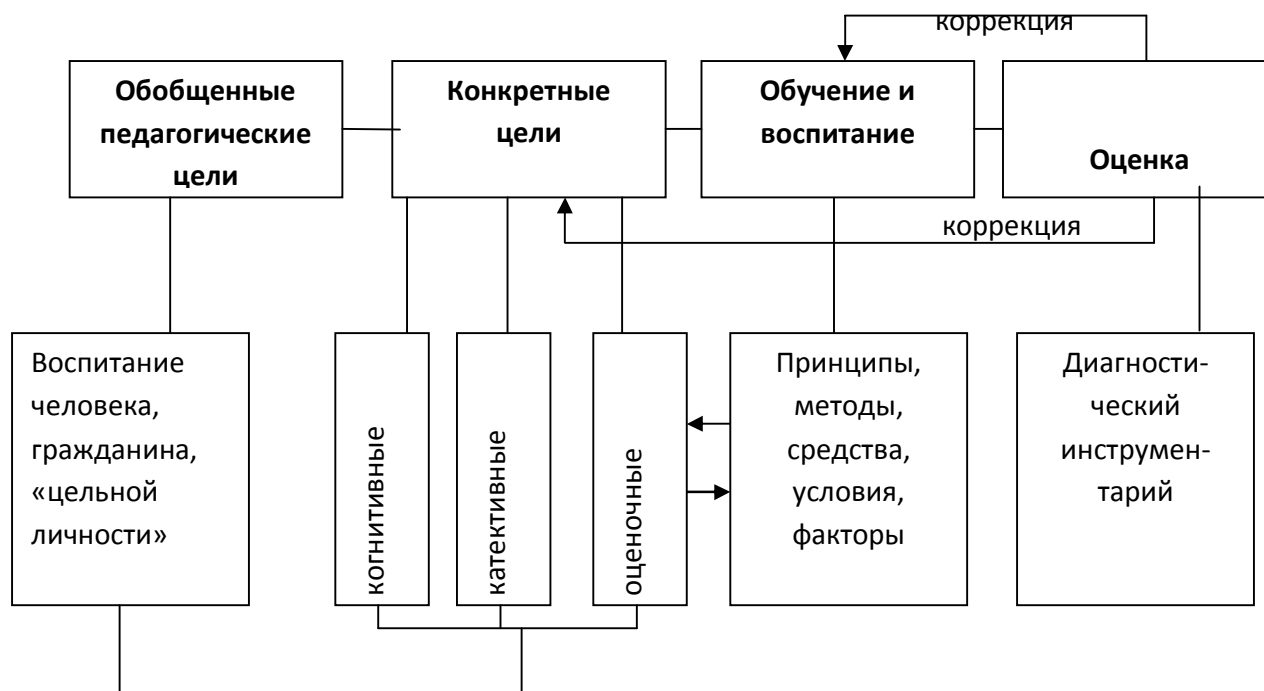 коррекция
Обобщенные
педагогические
цели
Конкретные
цели
Обучение и
воспитание
Оценка
коррекция
Воспитание
человека,
гражданина,
«цельной
личности»
когнитивные
катективные
оценочные
Принципы,
методы,
средства,
условия,
факторы
Диагности-
ческий
инструмен-
тарий